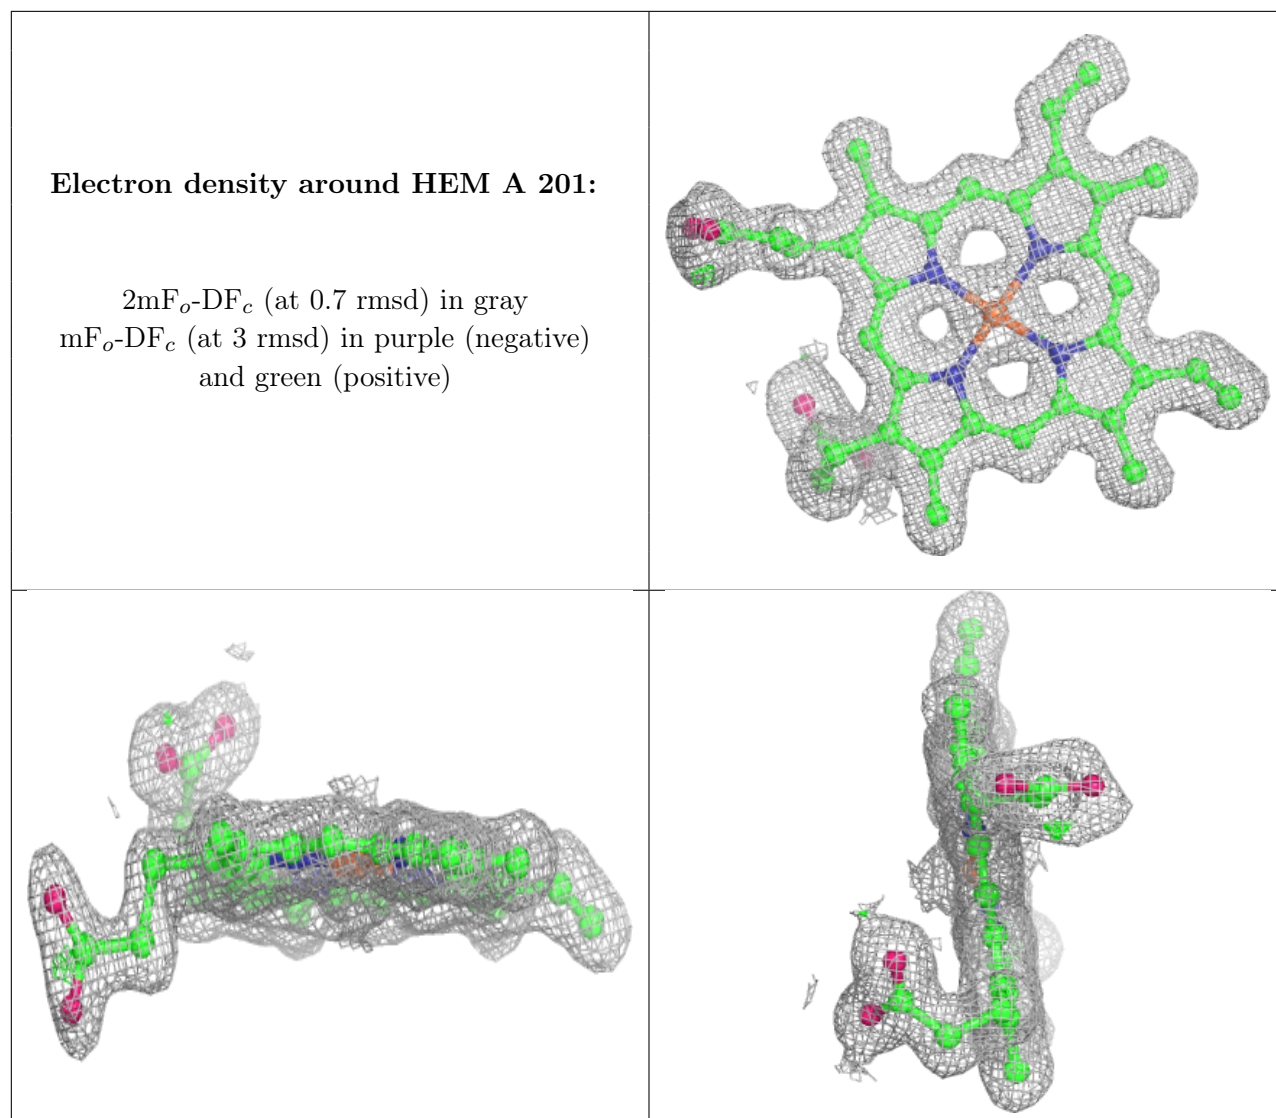 Electron density around HEM A 201:
2mFo-DFc (at 0.7 rmsd) in gray
mFo-DFc (at 3 rmsd) in purple (negative)
and green (positive)